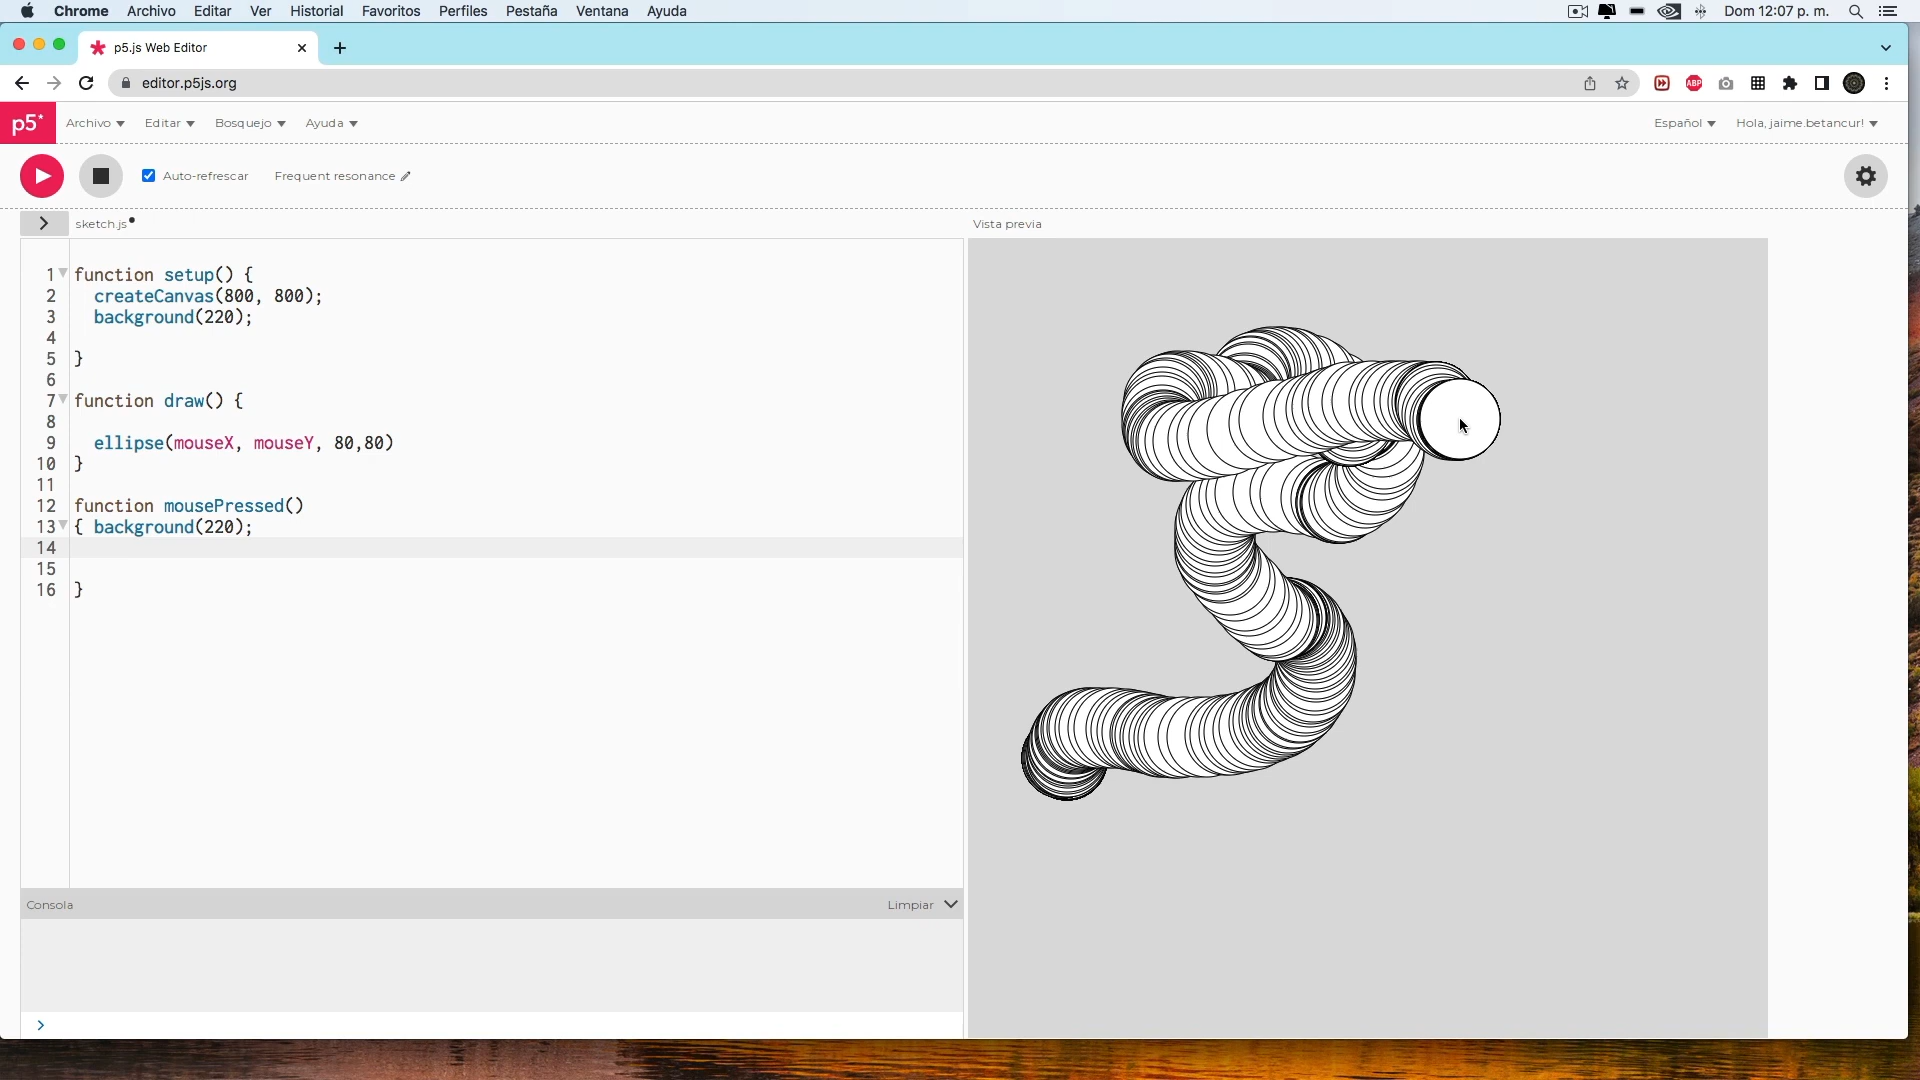 Chrome Archivo Editar Ver Historial Favoritos Perfiles Pestaña Ventana Ayuda Dom 12:07 p. m.
p5.js Web Editor
editor.p5js.org
ABP
p5* Archivo Editar Bosquejo Ayuda Español Hola, jaime.betancur!
Auto-refrescar Frequent resonance
sketch.js Vista previa
1 function setup() {
2 createCanvas(800, 800);
3 background(220);
4
5 }
6
7 function draw() {
8
9 ellipse(mouseX, mouseY, 80,80)
10 }
11
12 function mousePressed()
13 { background(220);
14
15
16 }
Consola Limpiar
>